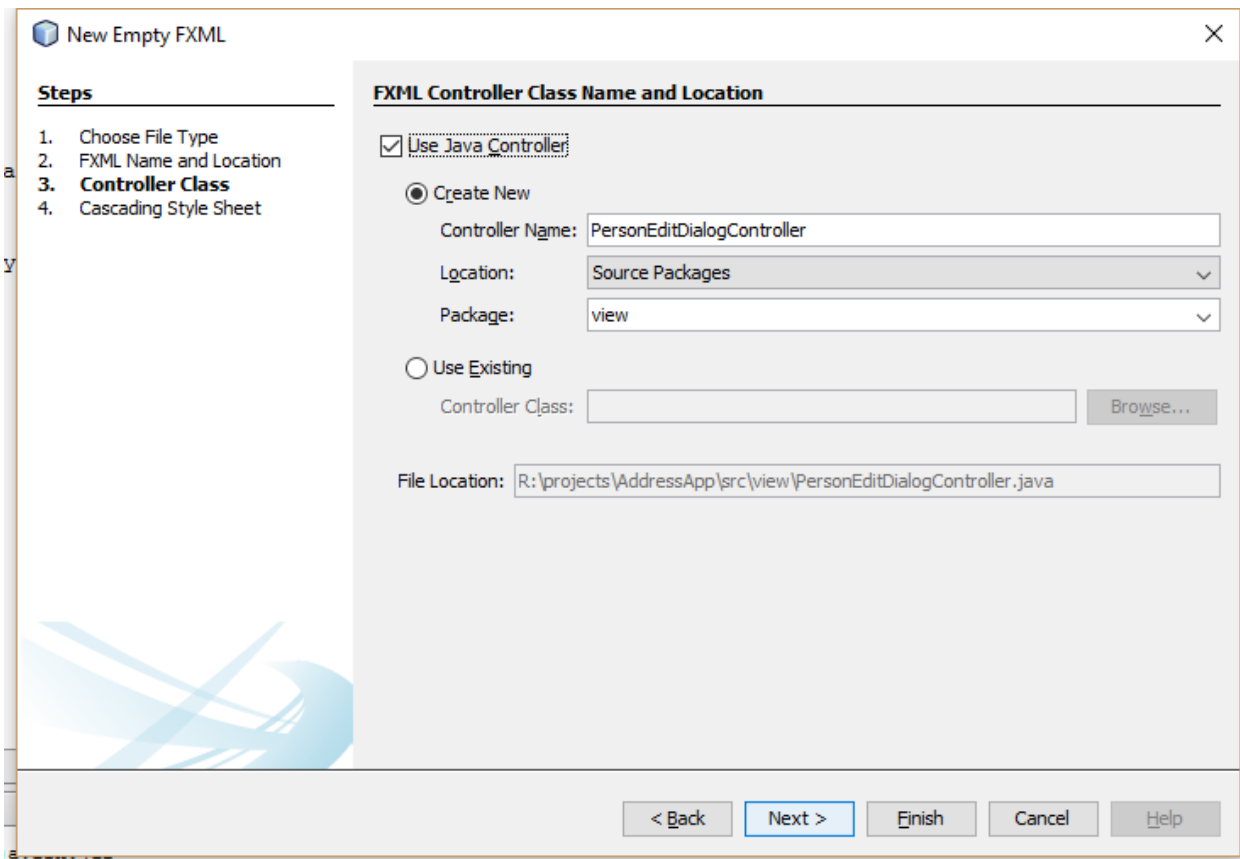 New Empty FXML
Steps
1. Choose File Type
2. FXML Name and Location
3. Controller Class
4. Cascading Style Sheet
FXML Controller Class Name and Location
Use Java Controller
Create New
Controller Name: PersonEditDialogController
Location: Source Packages
Package: view
Use Existing
Controller Class: Browse...
File Location: R:\projects\AddressApp\src\view\PersonEditDialogController.java
a
y
< Back Next > Finish Cancel Help